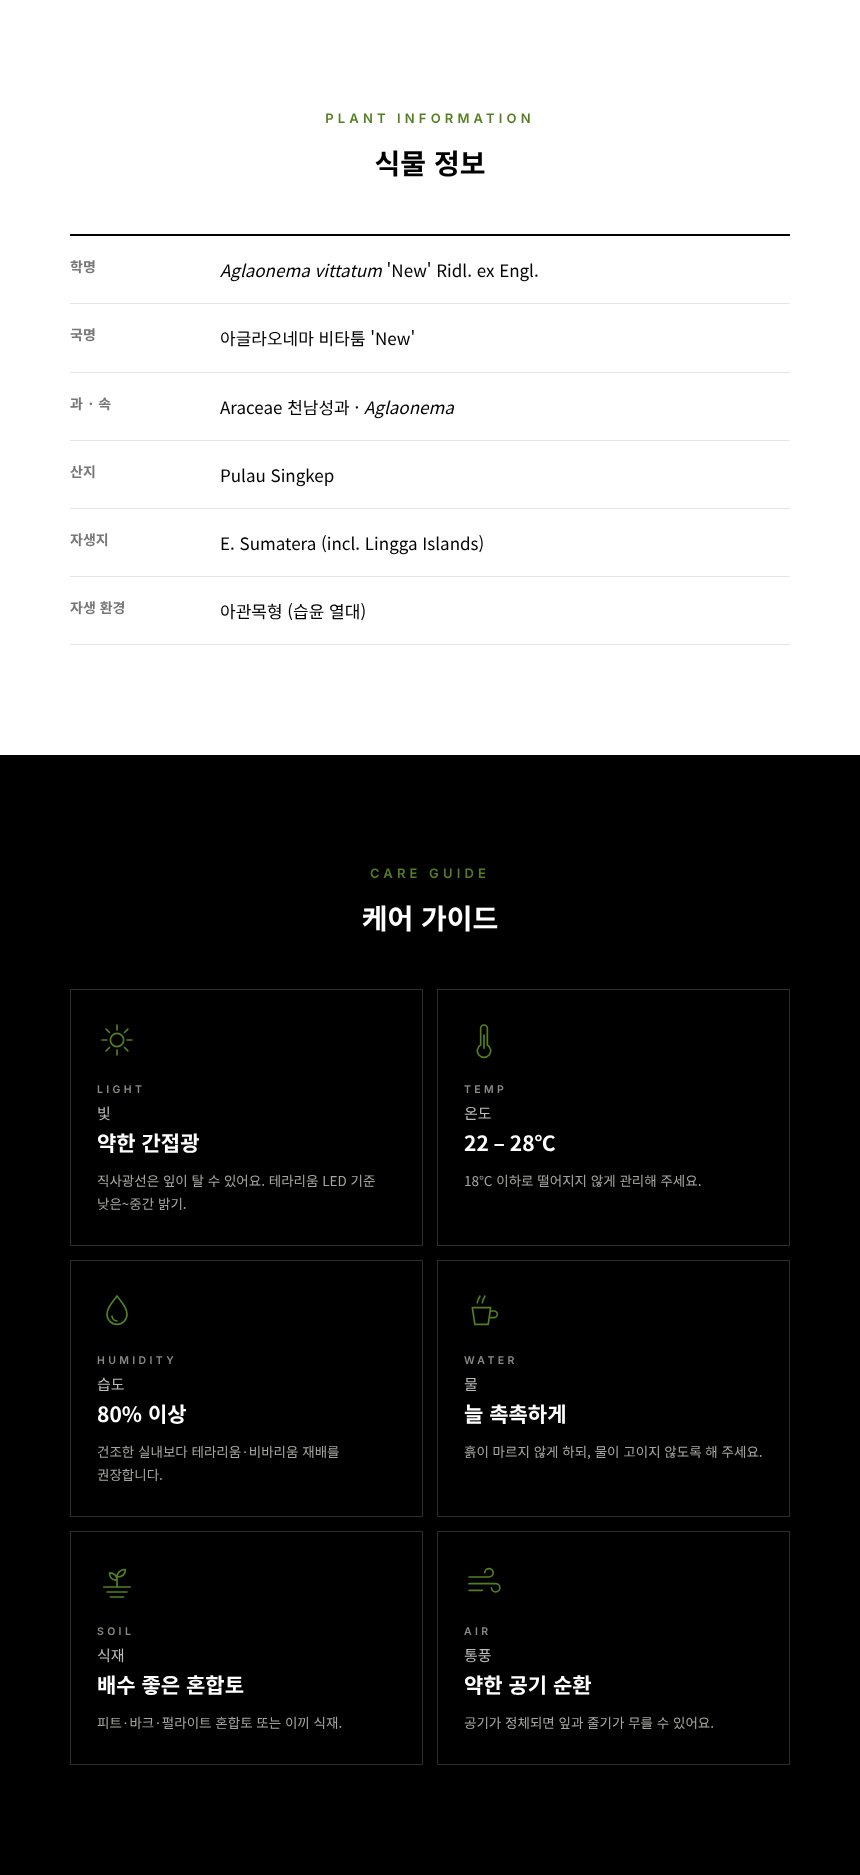 PLANT INFORMATION
식물 정보
학명
Aglaonema vittatum 'New' Ridl. ex Engl.
국명
아글라오네마 비타툼 'New'
과 · 속
Araceae 천남성과 · Aglaonema
산지
Pulau Singkep
자생지
E. Sumatera (incl. Lingga Islands)
자생 환경
아관목형 (습윤 열대)
CARE GUIDE
케어 가이드
LIGHT
빛
약한 간접광
직사광선은 잎이 탈 수 있어요. 테라리움 LED 기준
낮은~중간 밝기.
TEMP
온도
22 – 28°C
18°C 이하로 떨어지지 않게 관리해 주세요.
HUMIDITY
습도
80% 이상
건조한 실내보다 테라리움·비바리움 재배를
권장합니다.
WATER
물
늘 촉촉하게
흙이 마르지 않게 하되, 물이 고이지 않도록 해 주세요.
SOIL
식재
배수 좋은 혼합토
피트·바크·펄라이트 혼합토 또는 이끼 식재.
AIR
통풍
약한 공기 순환
공기가 정체되면 잎과 줄기가 무를 수 있어요.